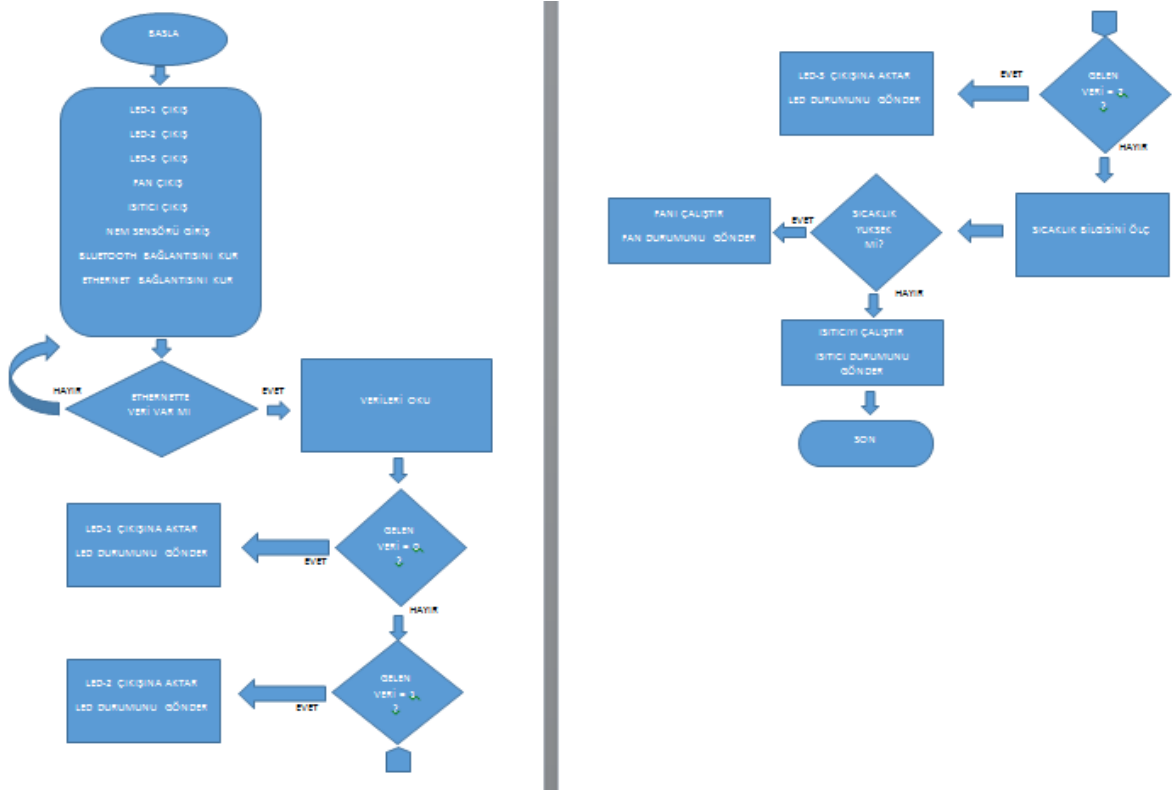 BASLA
LED-1 ÇIKIŞ
LED-2 ÇIKIŞ
LED-3 ÇIKIŞ
FAN ÇIKIŞ
ISITICI ÇIKIŞ
NEM SENSÖRÜ GİRİŞ
BLUETOOTH BAĞLANTISINI KUR
ETHERNET BAĞLANTISINI KUR
HAYIR
ETHERNETTE
VERİ VAR MI
EVET
VERİLERİ OKU
GELEN
VERİ =
?
EVET
LED-1 ÇIKIŞINA AKTAR
LED DURUMUNU GÖNDER
HAYIR
GELEN
VERİ =
?
EVET
LED-2 ÇIKIŞINA AKTAR
LED DURUMUNU GÖNDER
GELEN
VERİ =
?
EVET
LED-3 ÇIKIŞINA AKTAR
LED DURUMUNU GÖNDER
HAYIR
SICAKLIK BİLGİSİNİ ÖLÇ
SICAKLIK
YUKSEK
Mİ?
EVET
FANI ÇALIŞTIR
FAN DURUMUNU GÖNDER
HAYIR
ISITICIYI ÇALIŞTIR
ISITICI DURUMUNU
GÖNDER
SON